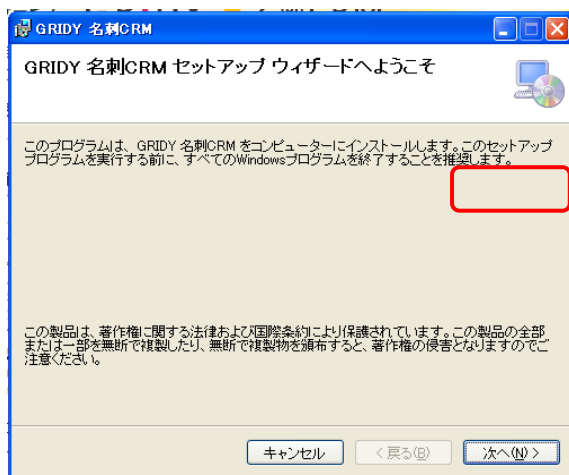 GRIDY 名刺CRM
GRIDY 名刺CRM セットアップ ウィザードへようこそ
このプログラムは、GRIDY 名刺CRM をコンピューターにインストールします。このセットアップ
プログラムを実行する前に、すべてのWindowsプログラムを終了することを推奨します。
この製品は、著作権に関する法律および国際条約により保護されています。この製品の全部
または一部を無断で複製したり、無断で複製物を頒布すると、著作権の侵害となりますのでご
注意ください。
キャンセル < 戻る(B) 次へ(N) >